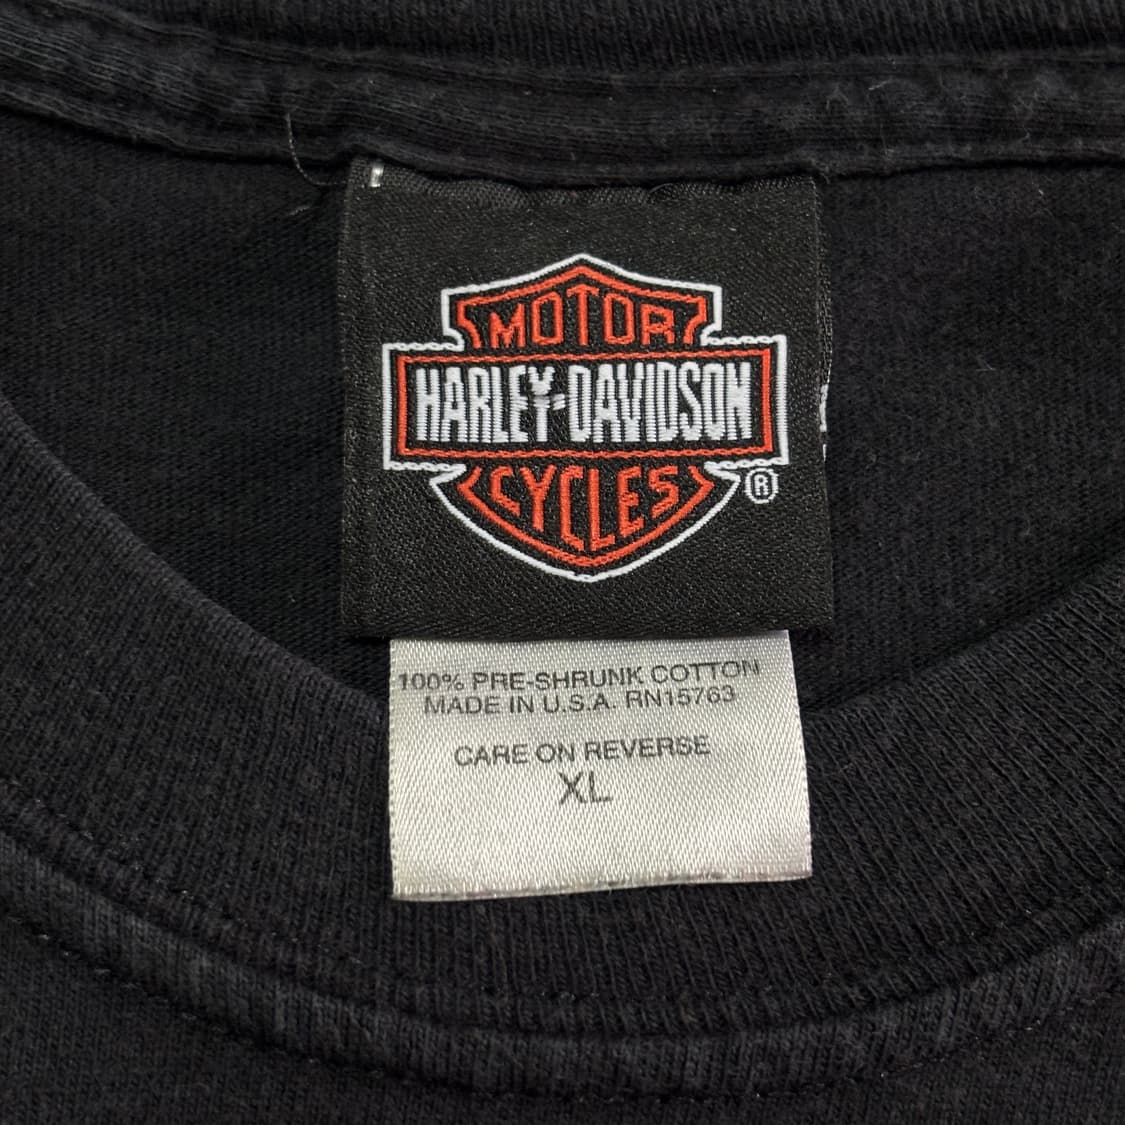 MOTOR
HARLEY-DAVIDSON
CYCLES
®
100% PRE-SHRUNK COTTON
MADE IN U.S.A. RN15763
CARE ON REVERSE
XL